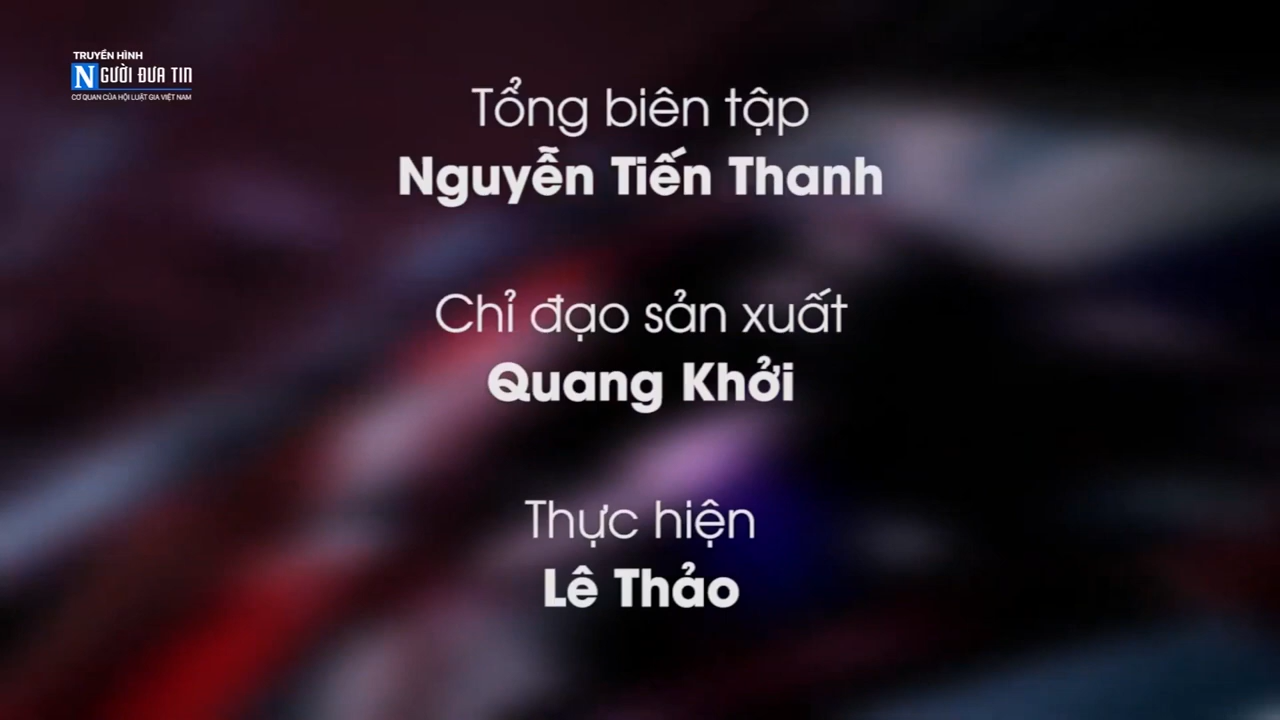 TRUYỀN HÌNH
NGƯỜI ĐƯA TIN
CƠ QUAN CỦA HỘI LUẬT GIA VIỆT NAM
Tổng biên tập
Nguyễn Tiến Thanh
Chỉ đạo sản xuất
Quang Khởi
Thực hiện
Lê Thảo